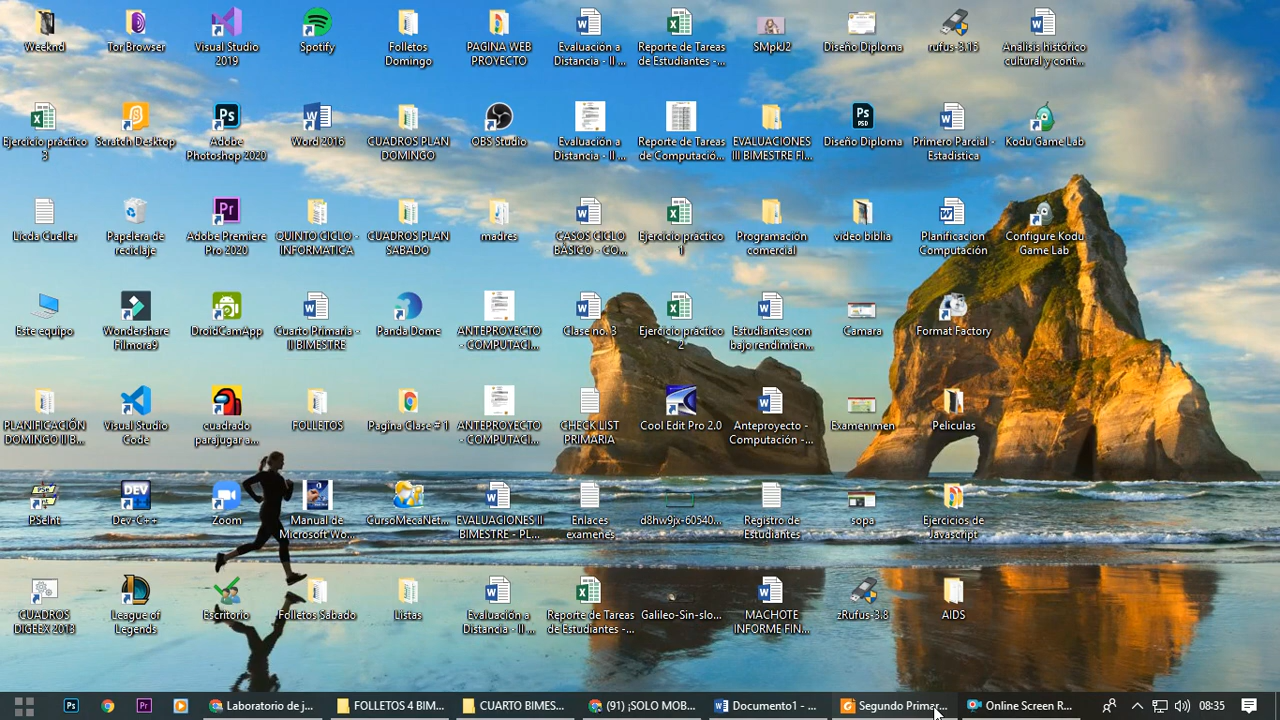 Weeknd
Tor Browser
Visual Studio
2019
Spotify
Folletos
Domingo
PAGINA WEB
PROYECTO
Evaluación a
Distancia - II ...
Reporte de Tareas
de Estudiantes -...
SMpkJ2
Diseño Diploma
rufus-3.13
Análisis histórico
cultural y cont...
Ejercicio práctico
3
Scratch Desktop
Adobe
Photoshop 2020
Word 2016
CUADROS PLAN
DOMINGO
OBS Studio
Evaluación a
Distancia - II ...
Reporte de Tareas
de Computació...
EVALUACIONES
III BIMESTRE FI...
Diseño Diploma
Primero Parcial -
Estadistica
Kodu Game Lab
Licda Cueller
Papelera de
reciclaje
Adobe Premiere
Pro 2020
QUINTO CICLO -
INFORMATICA
CUADROS PLAN
SABADO
madres
CASOS CICLO
BÁSICO - CO...
Ejercicio práctico
1
Programación
comercial
video biblia
Planificación
Computación
Configure Kodu
Game Lab
Este equipo
Wondershare
Filmora9
DroidCamApp
Cuarto Primaria -
II BIMESTRE
Panda Dome
ANTEPROYECTO
- COMPUTACI...
Clase no. 3
Ejercicio práctico
2
Estudiantes con
bajo rendimien...
Camara
Format Factory
PLANIFICACIÓN
DOMINGO II B...
Visual Studio
Code
cuadrado
parajugar a...
FOLLETOS
Pagina Clase # 1
ANTEPROYECTO
- COMPUTACI...
CHECK LIST
PRIMARIA
Cool Edit Pro 2.0
Anteproyecto -
Computación -...
Examen men
Peliculas
PSeInt
DEV
Dev-C++
Zoom
Manual de
Microsoft Wo...
CursoMecaNet...
EVALUACIONES II
BIMESTRE - PL...
Enlaces
examenes
d8hw9jx-60540...
Registro de
Estudiantes
sopa
Ejercicios de
Javascript
CUADROS
DIGEEX 2013
League of
Legends
Escritorio
Folletos Sabado
Listas
Evaluación a
Distancia - II ...
Reporte de Tareas
de Estudiantes -...
Galileo-Sin-slo...
MACHOTE
INFORME FIN...
zRufus-3.8
AIDS
Laboratorio de j...
FOLLETOS 4 BIM...
CUARTO BIMES...
(91) ¡SOLO MOB...
Documento1 - ...
Segundo Primar...
Online Screen R...
08:35